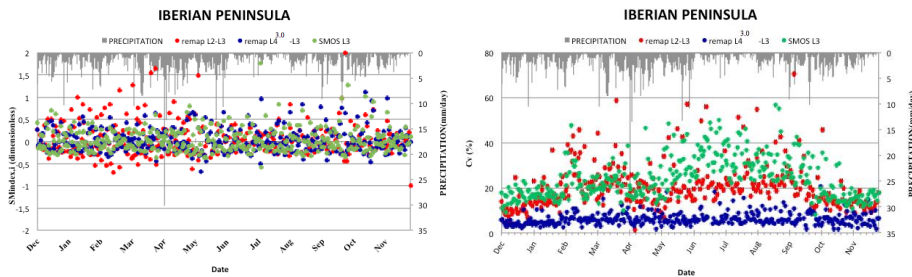 IBERIAN PENINSULA
3.0
PRECIPITATION remap L2-L3 remap L4 -L3 SMOS L3
2
1,5
1
0,5
0
-0,5
-1
-1,5
-2
SMindex,i (dimensionless)
0
5
10
15
20
25
30
35
PRECIPITATION(mm/day)
Dec Jan Feb Mar Apr May Jun Jul Aug Sep Oct Nov
Date
IBERIAN PENINSULA
3.0
PRECIPITATION remap L2-L3 remap L4 -L3 SMOS L3
80
60
40
20
0
Cv (%)
0
5
10
15
20
25
30
35
PRECIPITATION(mm/day)
Dec Jan Feb Mar Apr May Jun Jul Aug Sep Oct Nov
Date